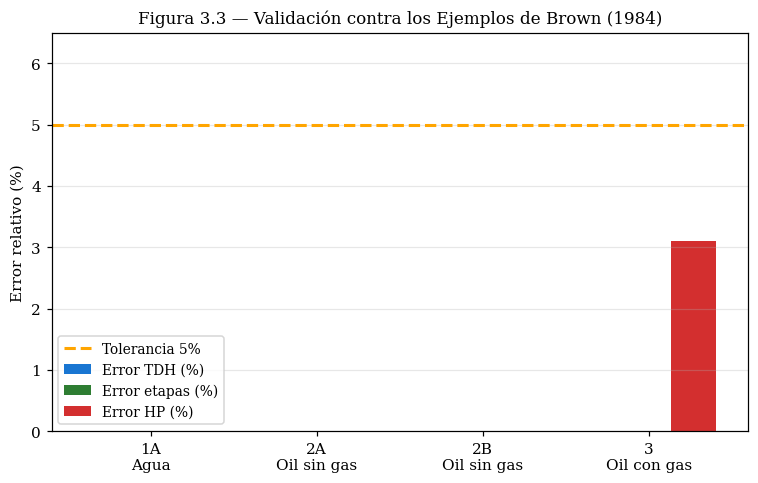 Figura 3.3 — Validación contra los Ejemplos de Brown (1984)
Error relativo (%)
6
5
4
3
2
1
0
Tolerancia 5%
Error TDH (%)
Error etapas (%)
Error HP (%)
1A
Agua
2A
Oil sin gas
2B
Oil sin gas
3
Oil con gas